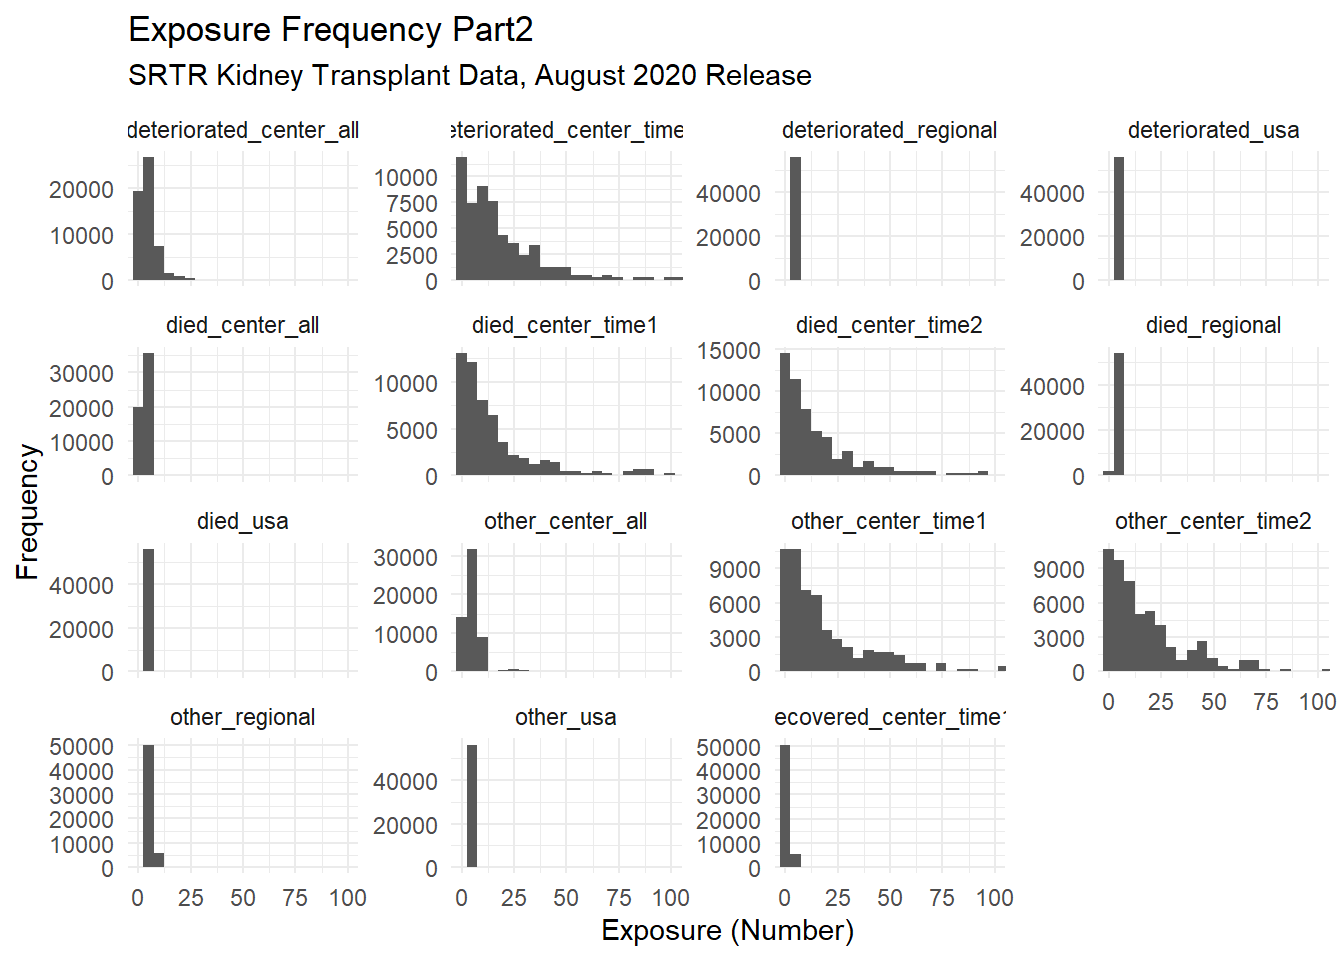 Exposure Frequency Part2
SRTR Kidney Transplant Data, August 2020 Release
deteriorated_center_all
eteriorated_center_time
deteriorated_regional
deteriorated_usa
20000
10000
0
10000
7500
5000
2500
0
40000
20000
0
40000
20000
0
died_center_all
died_center_time1
died_center_time2
died_regional
30000
20000
10000
0
10000
5000
0
15000
10000
5000
0
40000
20000
0
Frequency
died_usa
other_center_all
other_center_time1
other_center_time2
40000
20000
0
30000
20000
10000
0
9000
6000
3000
0
9000
6000
3000
0
0 25 50 75 100
other_regional
other_usa
ecovered_center_time1
50000
40000
30000
20000
10000
0
40000
20000
0
50000
40000
30000
20000
10000
0
0 25 50 75 100
0 25 50 75 100
0 25 50 75 100
Exposure (Number)